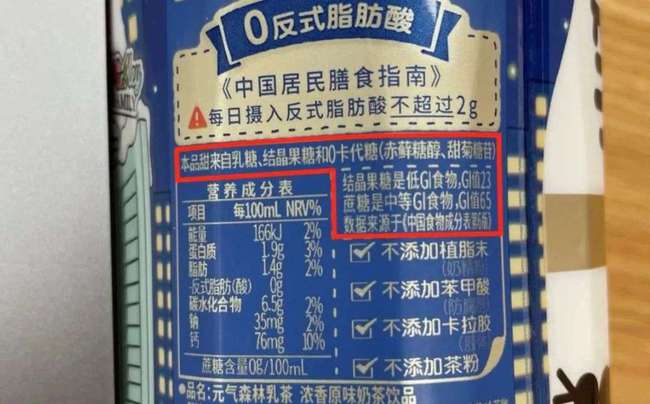 0反式脂肪酸
《中国居民膳食指南》
每日摄入反式脂肪酸不超过2g
本品甜来自乳糖、结晶果糖和0卡代糖(赤藓糖醇、甜菊糖苷)
结晶果糖是低GI食物,GI值23
蔗糖是中等GI食物,GI值65
数据来源于《中国食物成分表》
营养成分表
项目 每100mL NRV%
能量 166kJ 2%
蛋白质 1.9g 3%
脂肪 1.4g 2%
-反式脂肪(酸) 0g
碳水化合物 6.5g 2%
钠 35mg 2%
钙 76mg 10%
蔗糖含量0g/100mL
不添加植脂末
(奶精粉)
不添加苯甲酸
(防腐剂)
不添加卡拉胶
不添加茶粉
品名:元气森林乳茶 浓香原味奶茶饮品